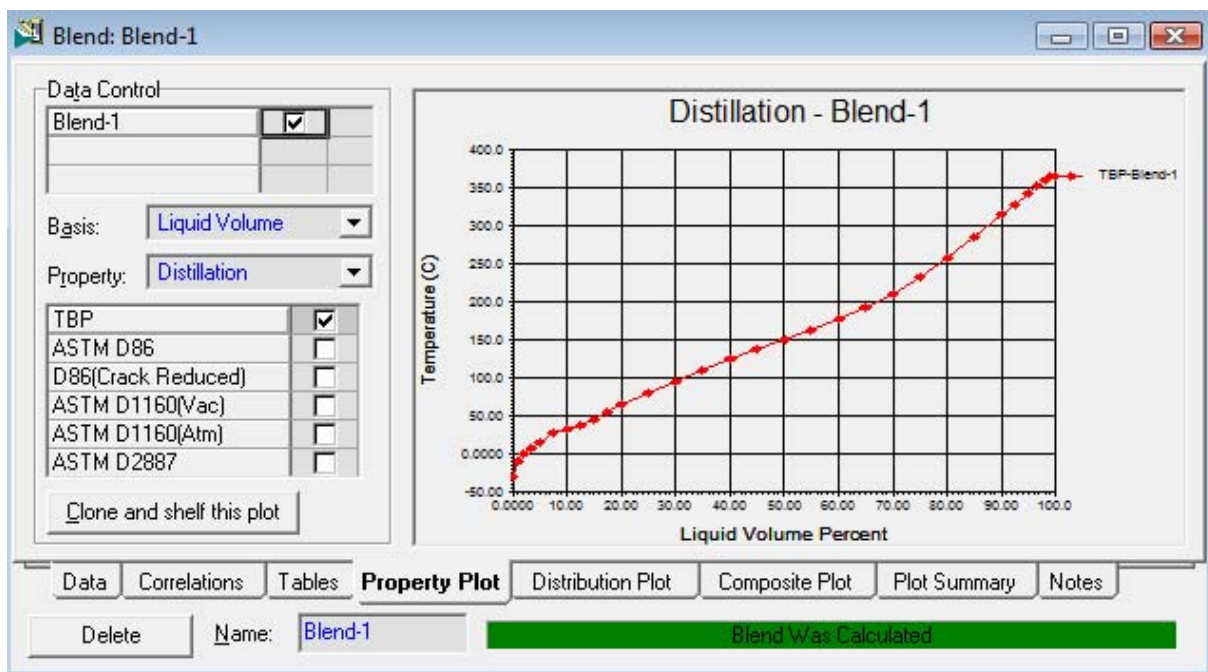 Blend: Blend-1
Data Control
Blend-1
Basis: Liquid Volume
Property: Distillation
TBP
ASTM D86
D86(Crack Reduced)
ASTM D1160(Vac)
ASTM D1160(Atm)
ASTM D2887
Clone and shelf this plot
Distillation - Blend-1
400.0
350.0
300.0
250.0
200.0
150.0
100.0
50.00
0.0000
-50.00
Temperature (C)
0.0000 10.00 20.00 30.00 40.00 50.00 60.00 70.00 80.00 90.00 100.0
Liquid Volume Percent
TBP-Blend-1
Data Correlations Tables Property Plot Distribution Plot Composite Plot Plot Summary Notes
Delete Name: Blend-1 Blend Was Calculated